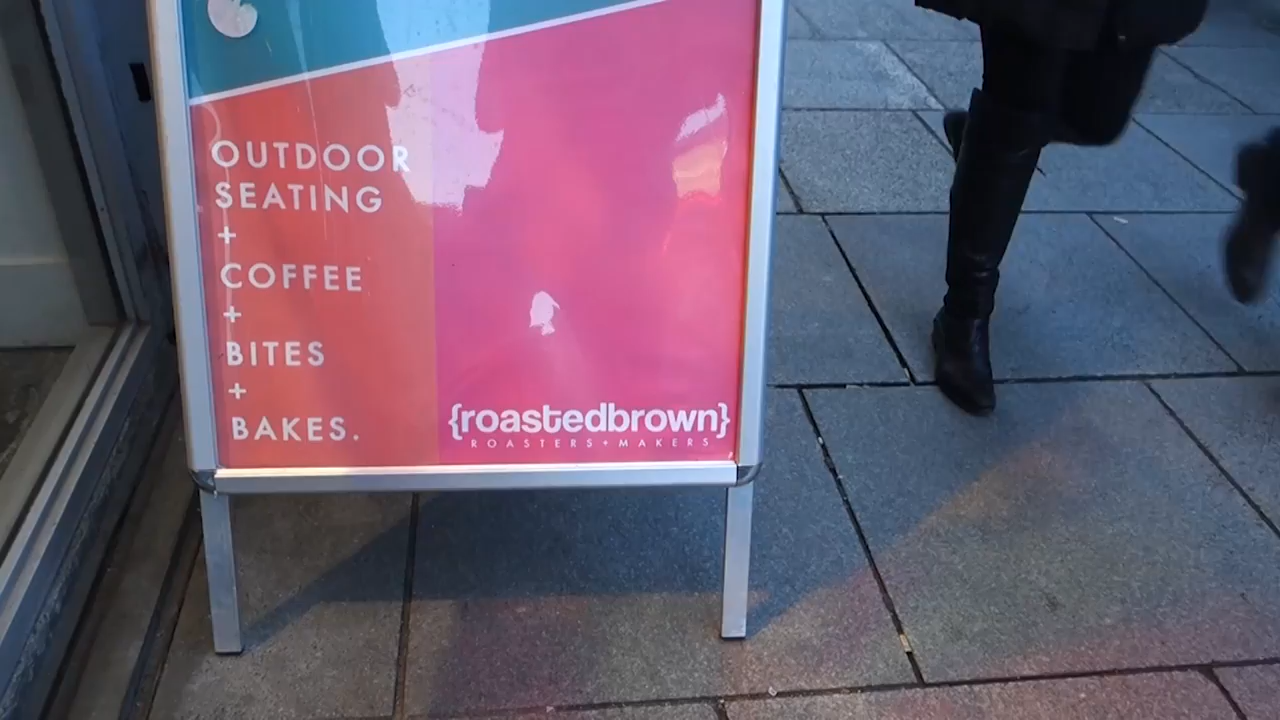 OUTDOOR
SEATING
+
COFFEE
+
BITES
+
BAKES.
{roastedbrown}
ROASTERS+MAKERS